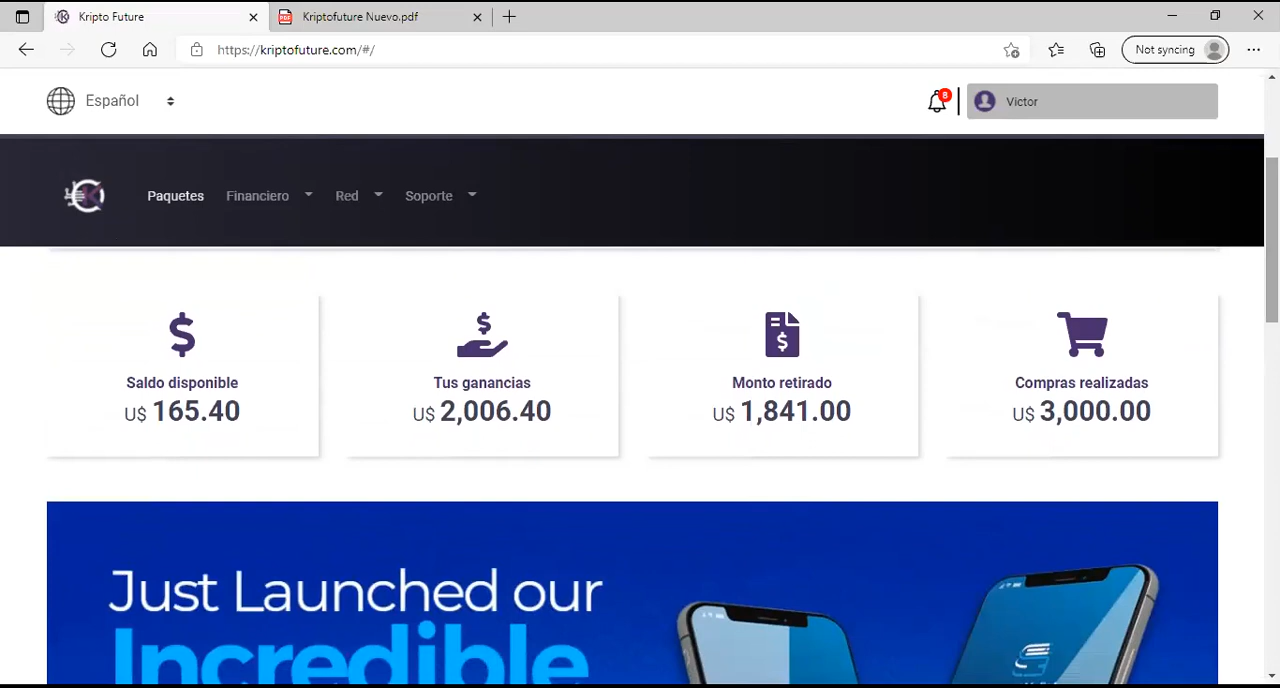 Kripto Future
Kriptofuture Nuevo.pdf
https://kriptofuture.com/#/
Not syncing
Español
8
Victor
Paquetes Financiero Red Soporte
Saldo disponible
U$ 165.40
Tus ganancias
U$ 2,006.40
Monto retirado
U$ 1,841.00
Compras realizadas
U$ 3,000.00
Just Launched our
Incredible